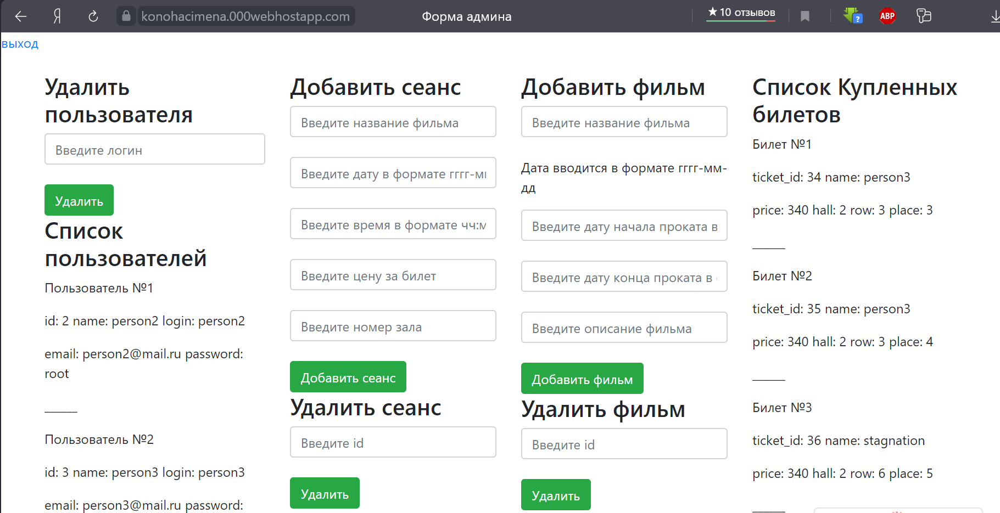 Я
konohacimena.000webhostapp.com
Форма админа
★ 10 отзывов
?
ABP
выход
Удалить
пользователя
Введите логин
Удалить
Список
пользователей
Пользователь №1
id: 2 name: person2 login: person2
email: person2@mail.ru password:
root
______
Пользователь №2
id: 3 name: person3 login: person3
email: person3@mail.ru password:
Добавить сеанс
Введите название фильма
Введите дату в формате гггг-м
Введите время в формате чч:м
Введите цену за билет
Введите номер зала
Добавить сеанс
Удалить сеанс
Введите id
Удалить
Добавить фильм
Введите название фильма
Дата вводится в формате гггг-мм-
дд
Введите дату начала проката в
Введите дату конца проката в
Введите описание фильма
Добавить фильм
Удалить фильм
Введите id
Удалить
Список Купленных
билетов
Билет №1
ticket_id: 34 name: person3
price: 340 hall: 2 row: 3 place: 3
______
Билет №2
ticket_id: 35 name: person3
price: 340 hall: 2 row: 3 place: 4
______
Билет №3
ticket_id: 36 name: stagnation
price: 340 hall: 2 row: 6 place: 5
______